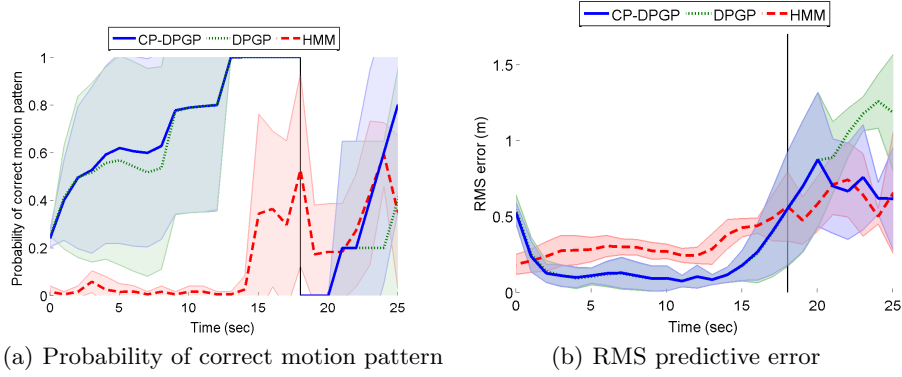 CP-DPGP DPGP HMM
Probability of correct motion pattern
1
0.8
0.6
0.4
0.2
0
0 5 10 15 20 25
Time (sec)
(a) Probability of correct motion pattern
CP-DPGP DPGP HMM
RMS error (m)
1.5
1
0.5
0
0 5 10 15 20 25
Time (sec)
(b) RMS predictive error